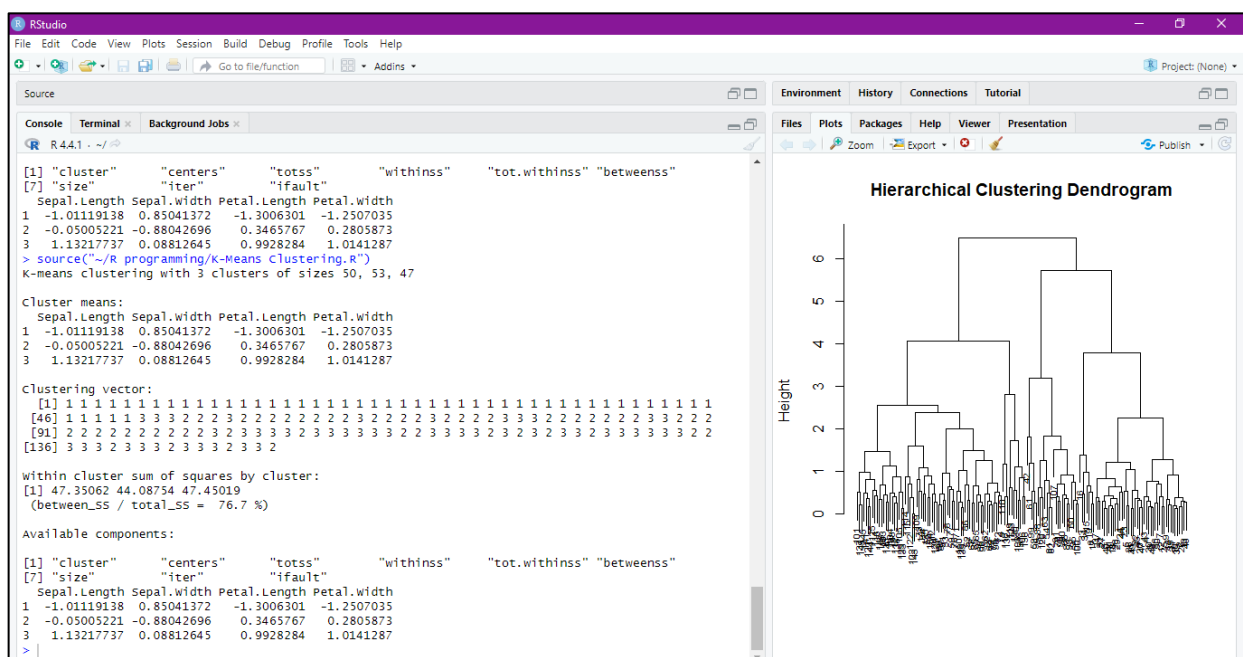 RStudio
File Edit Code View Plots Session Build Debug Profile Tools Help
Go to file/function Addins Project: (None)
Source
Console Terminal Background Jobs
R 4.4.1 · ~/
[1] "cluster" "centers" "totss" "withinss" "tot.withinss" "betweenss"
[7] "size" "iter" "ifault"
Sepal.Length Sepal.Width Petal.Length Petal.Width
1 -1.01119138 0.85041372 -1.3006301 -1.2507035
2 -0.05005221 -0.88042696 0.3465767 0.2805873
3 1.13217737 0.08812645 0.9928284 1.0141287
> source("~/R programming/K-Means Clustering.R")
K-means clustering with 3 clusters of sizes 50, 53, 47
Cluster means:
Sepal.Length Sepal.Width Petal.Length Petal.Width
1 -1.01119138 0.85041372 -1.3006301 -1.2507035
2 -0.05005221 -0.88042696 0.3465767 0.2805873
3 1.13217737 0.08812645 0.9928284 1.0141287
Clustering vector:
[1] 1 1 1 1 1 1 1 1 1 1 1 1 1 1 1 1 1 1 1 1 1 1 1 1 1 1 1 1 1 1 1 1 1 1 1 1 1 1 1 1 1 1 1 1 1
[46] 1 1 1 1 1 3 3 3 2 2 2 3 2 2 2 2 2 2 2 2 3 2 2 2 2 3 2 2 2 2 3 3 3 2 2 2 2 2 2 2 3 3 2 2 2
[91] 2 2 2 2 2 2 2 2 2 2 3 2 3 3 3 3 2 3 3 3 3 3 3 2 2 3 3 3 3 2 3 2 3 2 3 3 2 3 3 3 3 3 3 2 2
[136] 3 3 3 2 3 3 3 2 3 3 3 2 3 3 2
Within cluster sum of squares by cluster:
[1] 47.35062 44.08754 47.45019
(between_SS / total_SS = 76.7 %)
Available components:
[1] "cluster" "centers" "totss" "withinss" "tot.withinss" "betweenss"
[7] "size" "iter" "ifault"
Sepal.Length Sepal.Width Petal.Length Petal.Width
1 -1.01119138 0.85041372 -1.3006301 -1.2507035
2 -0.05005221 -0.88042696 0.3465767 0.2805873
3 1.13217737 0.08812645 0.9928284 1.0141287
>
Environment History Connections Tutorial
Files Plots Packages Help Viewer Presentation
Zoom Export Publish
Hierarchical Clustering Dendrogram
Height
6
5
4
3
2
1
0
42
107
61
16